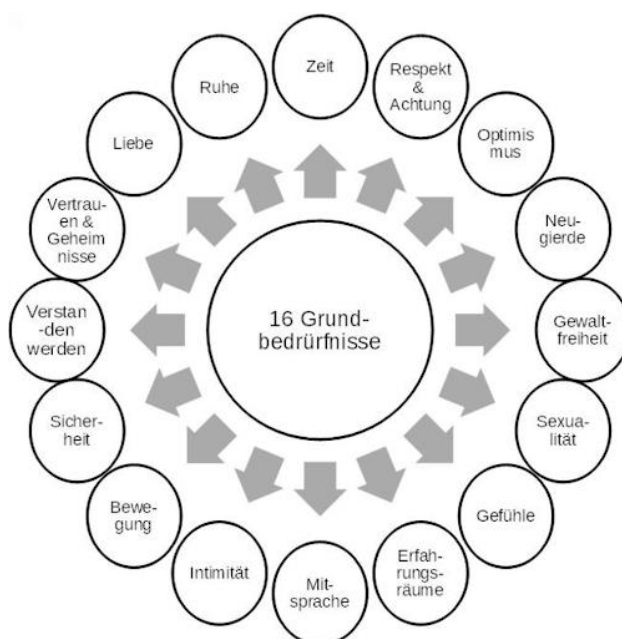 16 Grund-
bedrürfnisse
Zeit
Respekt
&
Achtung
Optimis
mus
Neu-
gierde
Gewalt-
freiheit
Sexua-
lität
Gefühle
Erfah-
rungs-
räume
Mit-
sprache
Intimität
Bewe-
gung
Sicher-
heit
Verstan
-den
werden
Vertrau-
en &
Geheim
nisse
Liebe
Ruhe